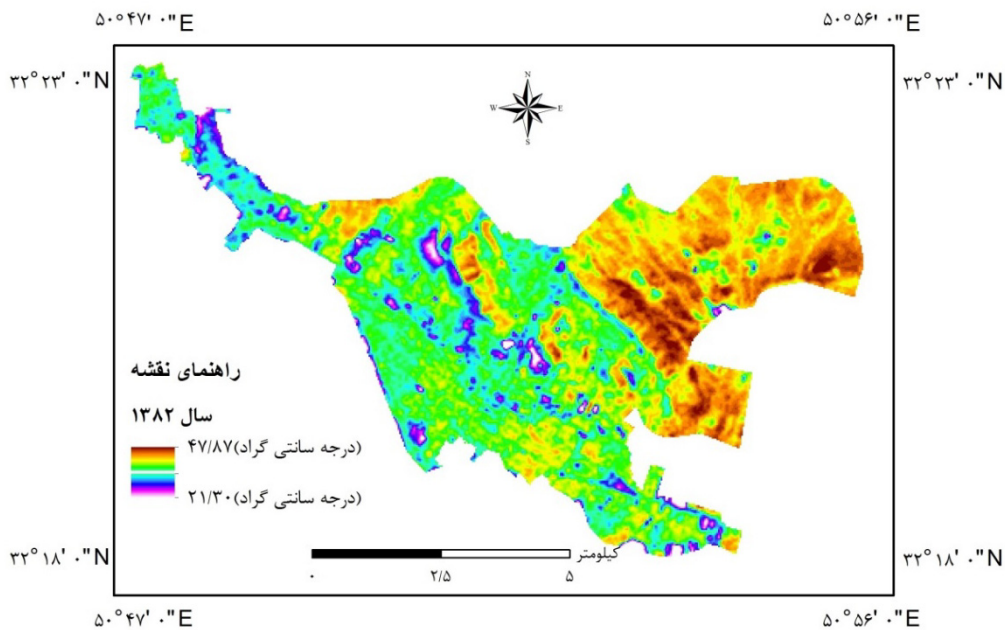 ۵۰°۴۷' ۰"E ۵۰°۵۶' ۰"E
۳۲°۲۳' ۰"N ۳۲°۲۳' ۰"N
N
W E
S
راهنمای نقشه
سال ۱۳۸۲
۴۷/۸۷(درجه سانتی گراد)
۲۱/۳۰(درجه سانتی گراد)
کیلومتر
۰ ۲/۵ ۵
۳۲°۱۸' ۰"N ۳۲°۱۸' ۰"N
۵۰°۴۷' ۰"E ۵۰°۵۶' ۰"E